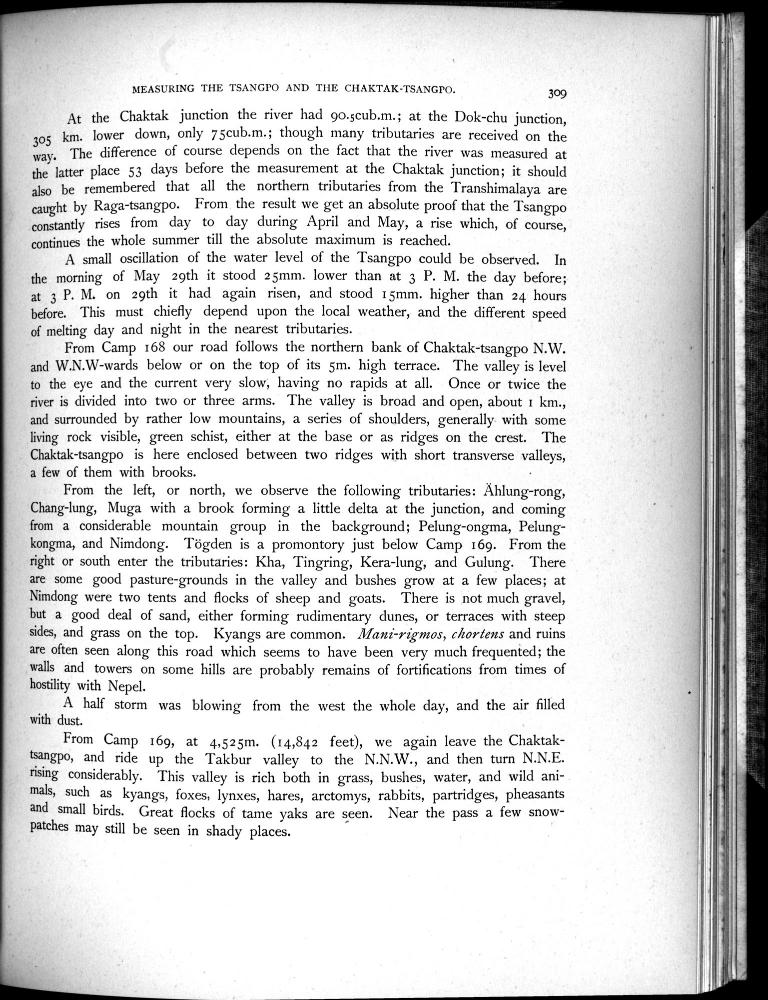 MEASURING THE TSANGPO AND THE CHAKTAK-TSANGPO. 309
At the Chaktak junction the river had 90.5cub.m.; at the Dok-chu junction,
305 km. lower down, only 75cub.m.; though many tributaries are received on the
way. The difference of course depends on the fact that the river was measured at
the latter place 53 days before the measurement at the Chaktak junction; it should
also be remembered that all the northern tributaries from the Transhimalaya are
caught by Raga-tsangpo. From the result we get an absolute proof that the Tsangpo
constantly rises from day to day during April and May, a rise which, of course,
continues the whole summer till the absolute maximum is reached.
A small oscillation of the water level of the Tsangpo could be observed. In
the morning of May 29th it stood 25mm. lower than at 3 P. M. the day before;
at 3 P. M. on 29th it had again risen, and stood 15mm. higher than 24 hours
before. This must chiefly depend upon the local weather, and the different speed
of melting day and night in the nearest tributaries.
From Camp 168 our road follows the northern bank of Chaktak-tsangpo N.W.
and W.N.W-wards below or on the top of its 5m. high terrace. The valley is level
to the eye and the current very slow, having no rapids at all. Once or twice the
river is divided into two or three arms. The valley is broad and open, about 1 km.,
and surrounded by rather low mountains, a series of shoulders, generally with some
living rock visible, green schist, either at the base or as ridges on the crest. The
Chaktak-tsangpo is here enclosed between two ridges with short transverse valleys,
a few of them with brooks.
From the left, or north, we observe the following tributaries: Ählung-rong,
Chang-lung, Muga with a brook forming a little delta at the junction, and coming
from a considerable mountain group in the background; Pelung-ongma, Pelung-
kongma, and Nimdong. Tögden is a promontory just below Camp 169. From the
right or south enter the tributaries: Kha, Tingring, Kera-lung, and Gulung. There
are some good pasture-grounds in the valley and bushes grow at a few places; at
Nimdong were two tents and flocks of sheep and goats. There is not much gravel,
but a good deal of sand, either forming rudimentary dunes, or terraces with steep
sides, and grass on the top. Kyangs are common. Mani-rigmos, chortens and ruins
are often seen along this road which seems to have been very much frequented; the
walls and towers on some hills are probably remains of fortifications from times of
hostility with Nepel.
A half storm was blowing from the west the whole day, and the air filled
with dust.
From Camp 169, at 4,525m. (14,842 feet), we again leave the Chaktak-
tsangpo, and ride up the Takbur valley to the N.N.W., and then turn N.N.E.
rising considerably. This valley is rich both in grass, bushes, water, and wild ani-
mals, such as kyangs, foxes, lynxes, hares, arctomys, rabbits, partridges, pheasants
and small birds. Great flocks of tame yaks are seen. Near the pass a few snow-
patches may still be seen in shady places.